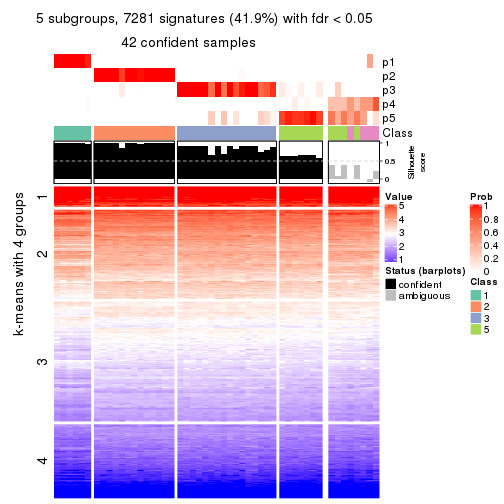 5 subgroups, 7281 signatures (41.9%) with fdr < 0.05
42 confident samples
p1
p2
p3
p4
p5
Class
1
0.5
0
Silhouette
score
k-means with 4 groups
1
2
3
4
Value
5
4
3
2
1
Status (barplots)
confident
ambiguous
Prob
1
0.8
0.6
0.4
0.2
0
Class
1
2
3
5